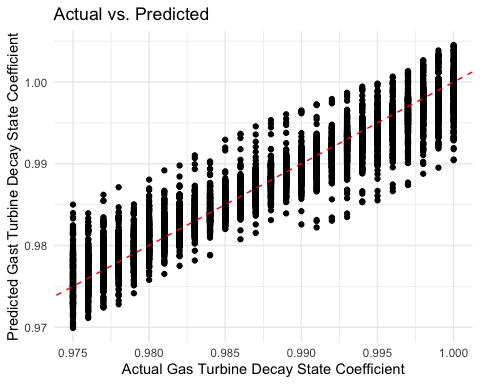 Actual vs. Predicted
Predicted Gast Turbine Decay State Coefficient
1.00
0.99
0.98
0.97
0.975 0.980 0.985 0.990 0.995 1.000
Actual Gas Turbine Decay State Coefficient